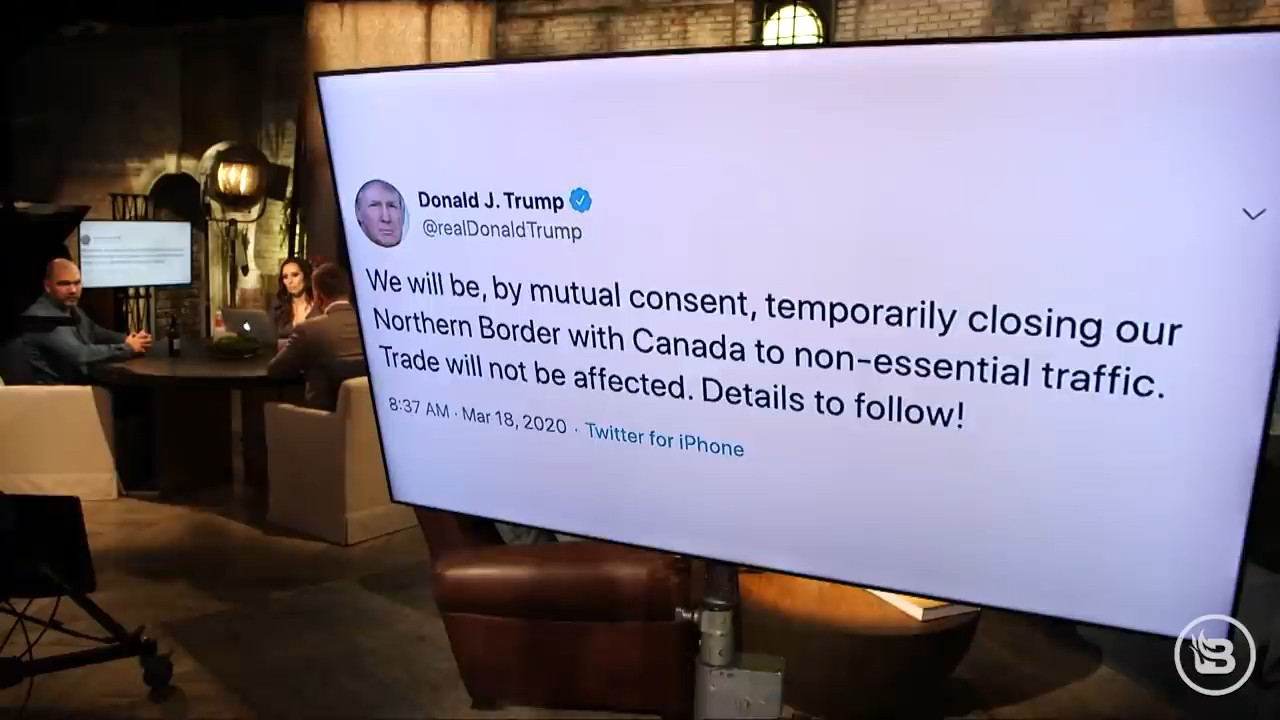 Donald J. Trump
@realDonaldTrump
We will be, by mutual consent, temporarily closing our
Northern Border with Canada to non-essential traffic.
Trade will not be affected. Details to follow!
8:37 AM · Mar 18, 2020 · Twitter for iPhone
B